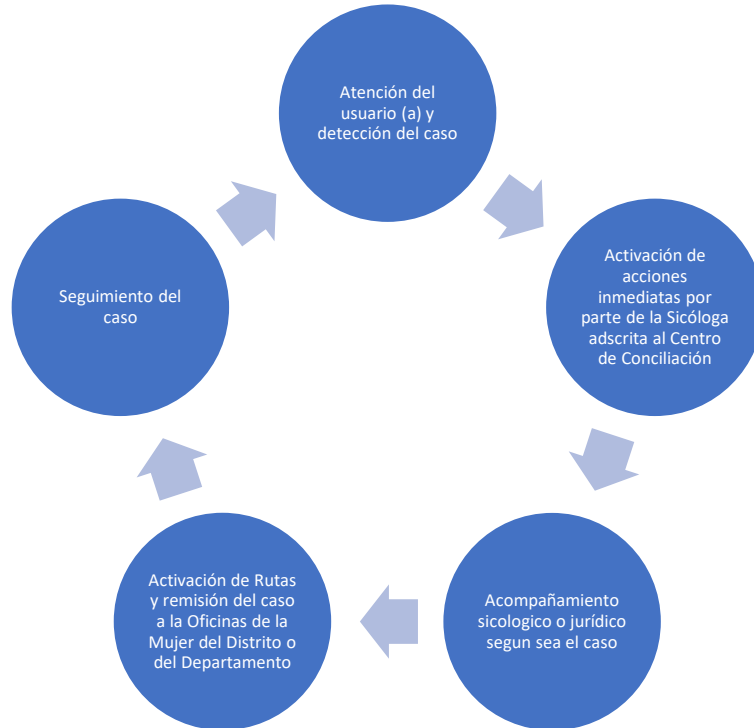 Atención del
usuario (a) y
detección del caso
Activación de
acciones
inmediatas por
parte de la Sicóloga
adscrita al Centro
de Conciliación
Acompañamiento
sicologico o jurídico
segun sea el caso
Activación de Rutas
y remisión del caso
a la Oficinas de la
Mujer del Distrito o
del Departamento
Seguimiento del
caso